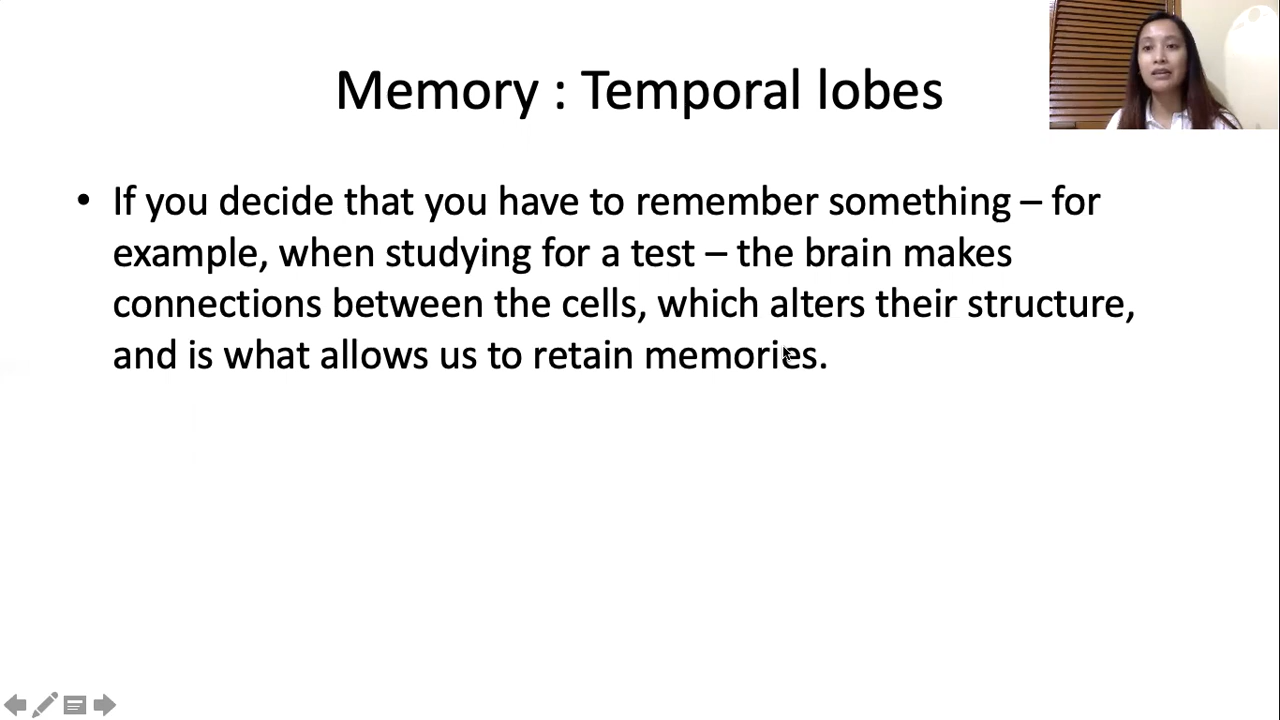 Memory : Temporal lobes
• If you decide that you have to remember something – for
example, when studying for a test – the brain makes
connections between the cells, which alters their structure,
and is what allows us to retain memories.